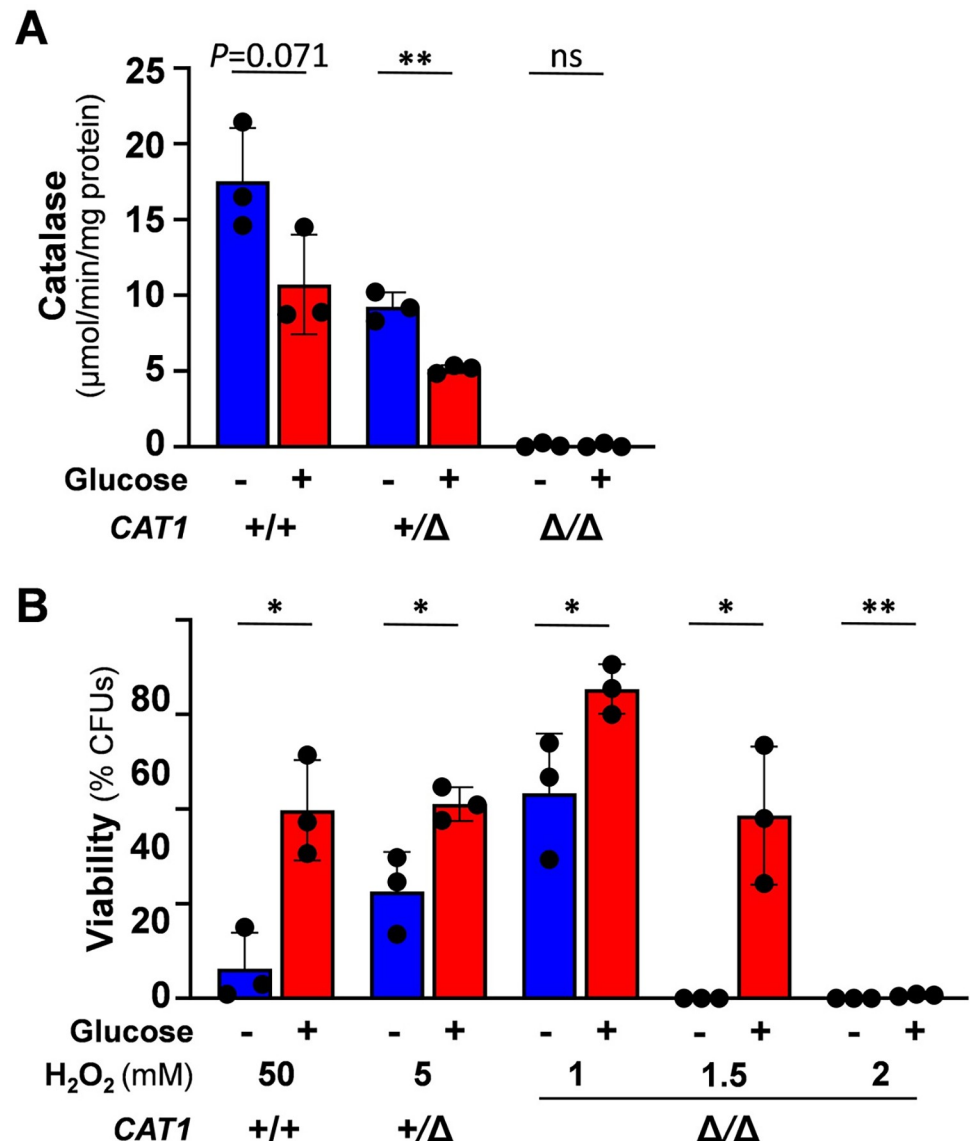 A
P=0.071 ** ns
25
20
15
10
5
0
Catalase
(µmol/min/mg protein)
Glucose - + - + - +
CAT1 +/+ +/Δ Δ/Δ
B
* * * * **
80
60
40
20
0
Viability (% CFUs)
Glucose - + - + - + - + - +
H₂O₂ (mM) 50 5 1 1.5 2
CAT1 +/+ +/Δ Δ/Δ